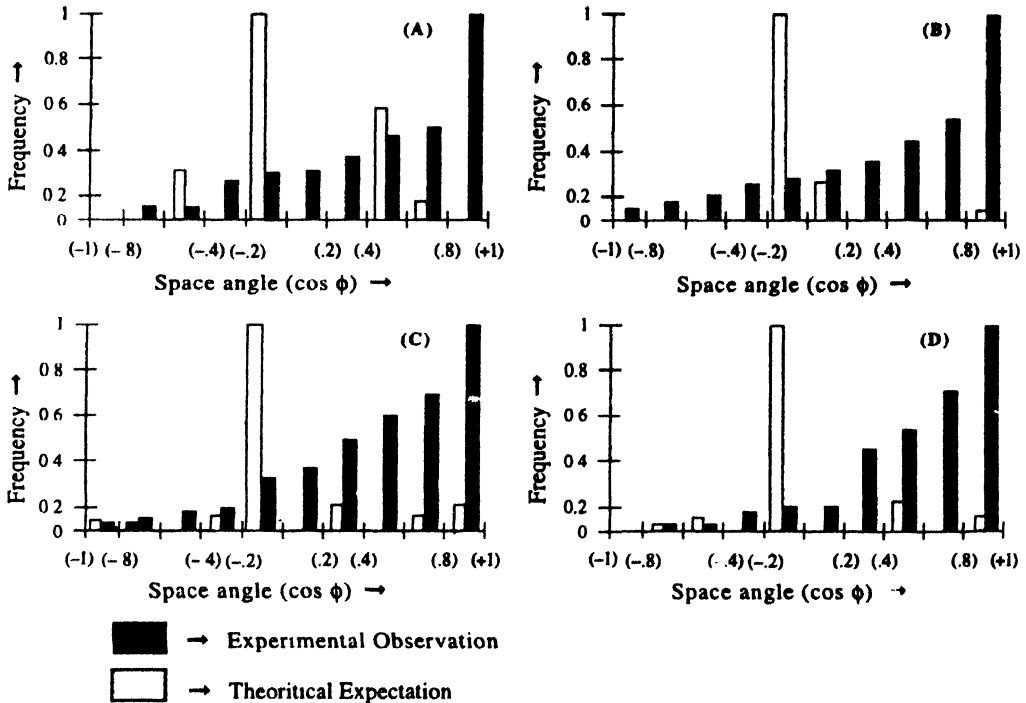 (A)
Frequency →
1
0.8
0 6
0 4
0 2
0
(−1) (− 8) (−.4) (−.2) (.2) (.4) (.8) (+1)
Space angle (cos ϕ) →
(B)
Frequency →
1
0.8
0.6
0.4
0.2
0
(−1) (−.8) (−.4) (−.2) (.2) (.4) (.8) (+1)
Space angle (cos ϕ) →
(C)
Frequency →
1
0.8
0 6
0 4
0.2
0
(−1) (− 8) (− 4) (−.2) (.2) (.4) (.8) (+1)
Space angle (cos ϕ) →
(D)
Frequency →
1
0.8
0 6
0 4
0.2
0
(−1) (−.8) (−.4) (−.2) (.2) (.4) (.8) (+1)
Space angle (cos ϕ) →
→ Experimental Observation
→ Theoritical Expectation